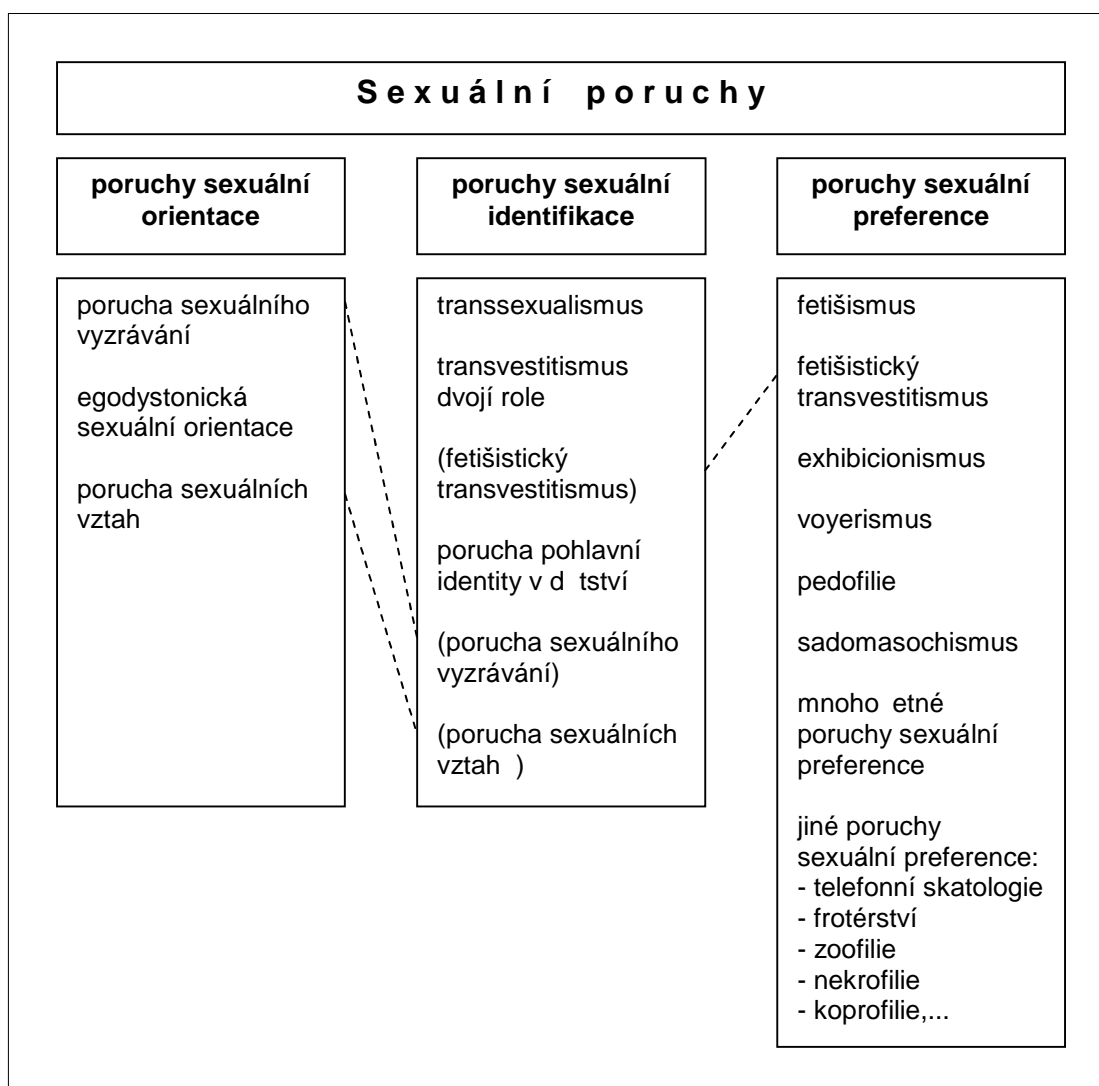 Sexuální poruchy
poruchy sexuální
orientace
porucha sexuálního
vyzrávání
egodystonická
sexuální orientace
porucha sexuálních
vztah
poruchy sexuální
identifikace
transsexualismus
transvestitismus
dvojí role
(fetišistický
transvestitismus)
porucha pohlavní
identity v d tství
(porucha sexuálního
vyzrávání)
(porucha sexuálních
vztah )
poruchy sexuální
preference
fetišismus
fetišistický
transvestitismus
exhibicionismus
voyerismus
pedofilie
sadomasochismus
mnoho etné
poruchy sexuální
preference
jiné poruchy
sexuální preference:
- telefonní skatologie
- frotérství
- zoofilie
- nekrofilie
- koprofilie,...